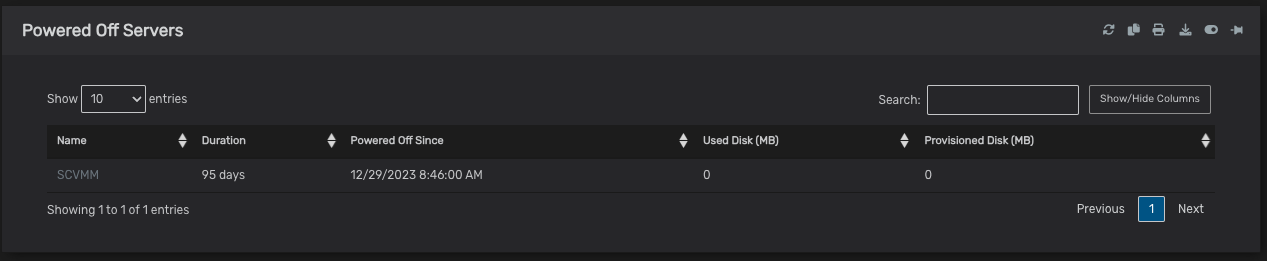 Powered Off Servers
Show 10 entries
Search:
Show/Hide Columns
Name Duration Powered Off Since Used Disk (MB) Provisioned Disk (MB)
SCVMM 95 days 12/29/2023 8:46:00 AM 0 0
Showing 1 to 1 of 1 entries
Previous 1 Next